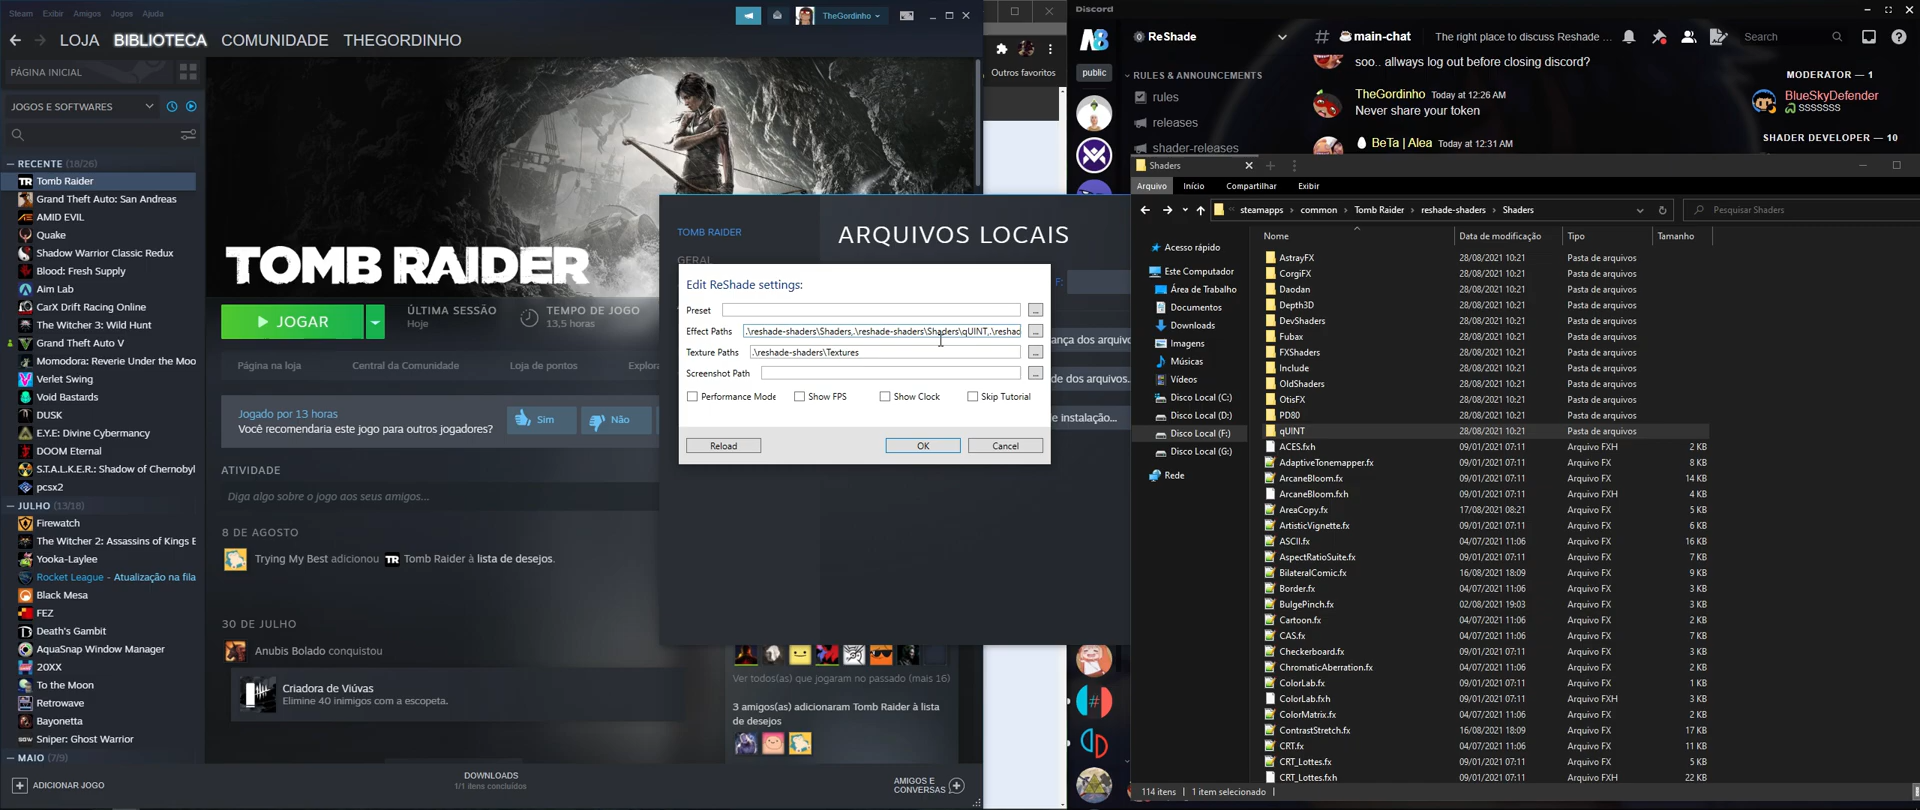 Steam Exibir Amigos Jogos Ajuda
TheGordinho
LOJA BIBLIOTECA COMUNIDADE THEGORDINHO
PÁGINA INICIAL
JOGOS E SOFTWARES
RECENTE (18/26)
Tomb Raider
Grand Theft Auto: San Andreas
AMID EVIL
Quake
Shadow Warrior Classic Redux
Blood: Fresh Supply
Aim Lab
CarX Drift Racing Online
The Witcher 3: Wild Hunt
Grand Theft Auto V
Momodora: Reverie Under the Moo
Verlet Swing
Void Bastards
DUSK
E.Y.E: Divine Cybermancy
DOOM Eternal
S.T.A.L.K.E.R.: Shadow of Chernobyl
pcsx2
JULHO (13/18)
Firewatch
The Witcher 2: Assassins of Kings E
Yooka-Laylee
Rocket League - Atualização na fila
Black Mesa
FEZ
Death's Gambit
AquaSnap Window Manager
20XX
To the Moon
Retrowave
Bayonetta
Sniper: Ghost Warrior
MAIO (7/9)
ADICIONAR JOGO
TOMB RAIDER
JOGAR
ÚLTIMA SESSÃO
Hoje
TEMPO DE JOGO
13,5 horas
Página na loja Central da Comunidade Loja de pontos Explora
Jogado por 13 horas
Você recomendaria este jogo para outros jogadores?
Sim
Não
ATIVIDADE
Diga algo sobre o jogo aos seus amigos...
8 DE AGOSTO
Trying My Best adicionou TR Tomb Raider à lista de desejos.
30 DE JULHO
Anubis Bolado conquistou
Criadora de Viúvas
Elimine 40 inimigos com a escopeta.
Ver todos(as) que jogaram no passado (mais 16)
3 amigos(as) adicionaram Tomb Raider à lista
de desejos
DOWNLOADS
1/1 itens concluídos
AMIGOS E
CONVERSAS
Outros favoritos
TOMB RAIDER
GERAL
ARQUIVOS LOCAIS
F:
ança dos arquivo
de dos arquivos.
e instalação...
Edit ReShade settings:
Preset
...
Effect Paths
.\reshade-shaders\Shaders,.\reshade-shaders\Shaders\qUINT,.\reshad
...
Texture Paths
.\reshade-shaders\Textures
...
Screenshot Path
...
Performance Mode
Show FPS
Show Clock
Skip Tutorial
Reload
OK
Cancel
Discord
ReShade
main-chat
The right place to discuss Reshade ...
Search
public
RULES & ANNOUNCEMENTS
rules
releases
shader-releases
soo.. allways log out before closing discord?
TheGordinho Today at 12:26 AM
Never share your token
BeTa | Alea Today at 12:31 AM
MODERATOR — 1
BlueSkyDefender
sssssss
SHADER DEVELOPER — 10
Shaders
Arquivo Início Compartilhar Exibir
steamapps > common > Tomb Raider > reshade-shaders > Shaders
Pesquisar Shaders
Acesso rápido
Este Computador
Área de Trabalho
Documentos
Downloads
Imagens
Músicas
Vídeos
Disco Local (C:)
Disco Local (D:)
Disco Local (F:)
Disco Local (G:)
Rede
Nome Data de modificação Tipo Tamanho
AstrayFX 28/08/2021 10:21 Pasta de arquivos
CorgiFX 28/08/2021 10:21 Pasta de arquivos
Daodan 28/08/2021 10:21 Pasta de arquivos
Depth3D 28/08/2021 10:21 Pasta de arquivos
DevShaders 28/08/2021 10:21 Pasta de arquivos
Fubax 28/08/2021 10:21 Pasta de arquivos
FXShaders 28/08/2021 10:21 Pasta de arquivos
Include 28/08/2021 10:21 Pasta de arquivos
OldShaders 28/08/2021 10:21 Pasta de arquivos
OtisFX 28/08/2021 10:21 Pasta de arquivos
PD80 28/08/2021 10:21 Pasta de arquivos
qUINT 28/08/2021 10:21 Pasta de arquivos
ACES.fxh 09/01/2021 07:11 Arquivo FXH 2 KB
AdaptiveTonemapper.fx 09/01/2021 07:11 Arquivo FX 8 KB
ArcaneBloom.fx 09/01/2021 07:11 Arquivo FX 14 KB
ArcaneBloom.fxh 09/01/2021 07:11 Arquivo FXH 4 KB
AreaCopy.fx 17/08/2021 08:21 Arquivo FX 5 KB
ArtisticVignette.fx 09/01/2021 07:11 Arquivo FX 6 KB
ASCII.fx 04/07/2021 11:06 Arquivo FX 16 KB
AspectRatioSuite.fx 09/01/2021 07:11 Arquivo FX 7 KB
BilateralComic.fx 16/08/2021 18:09 Arquivo FX 9 KB
Border.fx 04/07/2021 11:06 Arquivo FX 3 KB
BulgePinch.fx 02/08/2021 19:03 Arquivo FX 3 KB
Cartoon.fx 04/07/2021 11:06 Arquivo FX 2 KB
CAS.fx 04/07/2021 11:06 Arquivo FX 7 KB
Checkerboard.fx 09/01/2021 07:11 Arquivo FX 3 KB
ChromaticAberration.fx 04/07/2021 11:06 Arquivo FX 2 KB
ColorLab.fx 09/01/2021 07:11 Arquivo FX 1 KB
ColorLab.fxh 09/01/2021 07:11 Arquivo FXH 3 KB
ColorMatrix.fx 04/07/2021 11:06 Arquivo FX 2 KB
ContrastStretch.fx 16/08/2021 18:09 Arquivo FX 17 KB
CRT.fx 04/07/2021 11:06 Arquivo FX 11 KB
CRT_Lottes.fx 09/01/2021 07:11 Arquivo FX 5 KB
CRT_Lottes.fxh 09/01/2021 07:11 Arquivo FXH 22 KB
114 itens 1 item selecionado